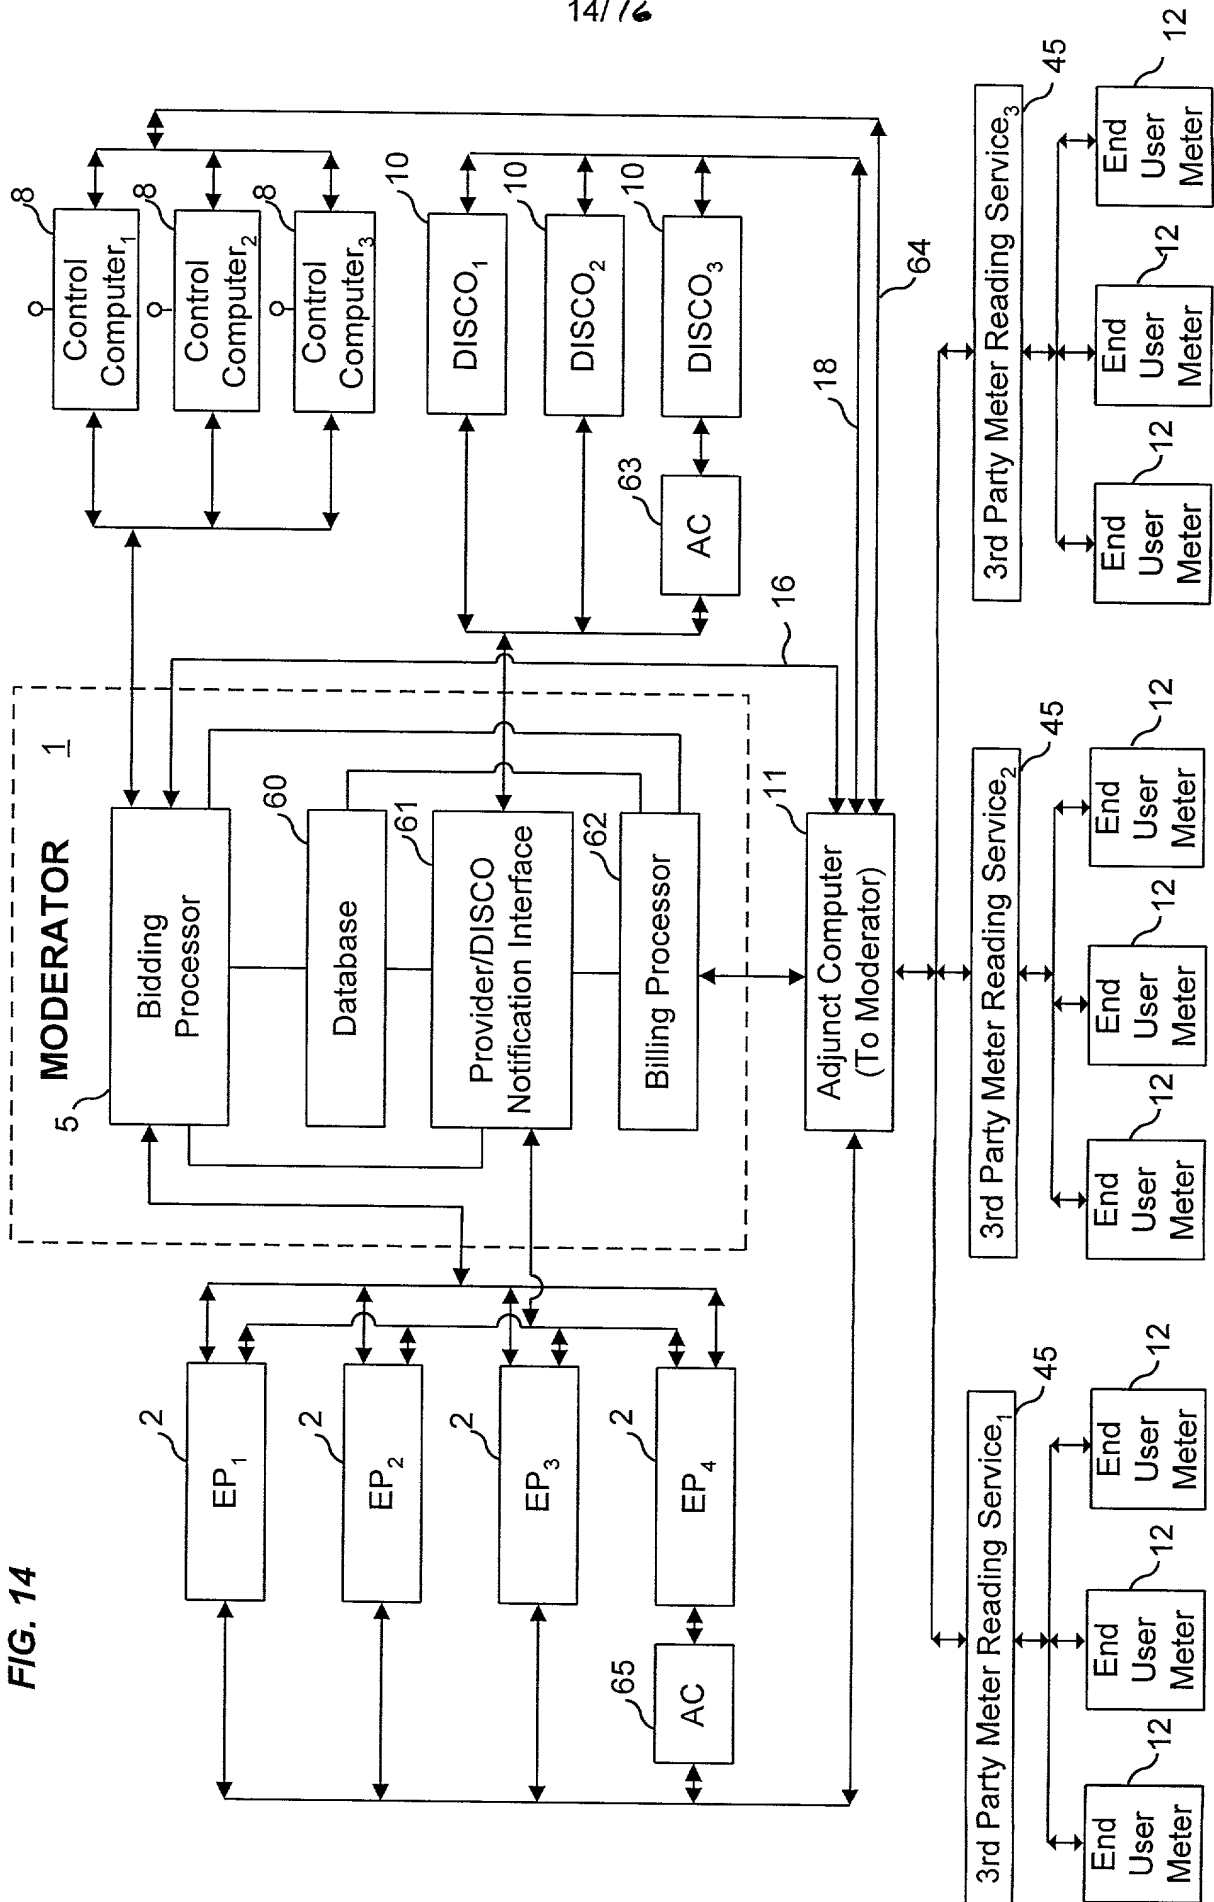 14/76
FIG. 14
MODERATOR
1
5
Bidding
Processor
60
Database
61
Provider/DISCO
Notification Interface
62
Billing Processor
8
Control
Computer1
8
Control
Computer2
8
Control
Computer3
10
DISCO1
10
DISCO2
10
DISCO3
63
AC
2
EP1
2
EP2
2
EP3
2
EP4
65
AC
16
18
64
11
Adjunct Computer
(To Moderator)
45
3rd Party Meter Reading Service1
12
End
User
Meter
12
End
User
Meter
12
End
User
Meter
45
3rd Party Meter Reading Service2
12
End
User
Meter
12
End
User
Meter
12
End
User
Meter
45
3rd Party Meter Reading Service3
12
End
User
Meter
12
End
User
Meter
12
End
User
Meter